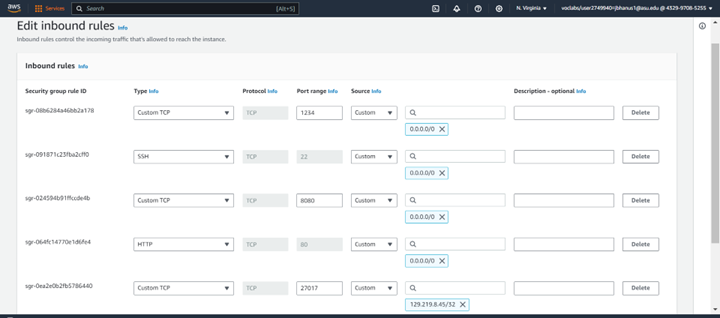 aws Services Search [Alt+S] N. Virginia voclabs/user2749940=jbhanus1@asu.edu @ 4329-9708-5255
Edit inbound rules Info
Inbound rules control the incoming traffic that's allowed to reach the instance.
Inbound rules Info
Security group rule ID Type Info Protocol Info Port range Info Source Info Description - optional Info
sgr-08b6284a46bb2a178 Custom TCP TCP 1234 Custom Delete
0.0.0.0/0 X
sgr-091871c23fba2cff0 SSH TCP 22 Custom Delete
0.0.0.0/0 X
sgr-024594b91ffccde4b Custom TCP TCP 8080 Custom Delete
0.0.0.0/0 X
sgr-064fc14770e1d6fe4 HTTP TCP 80 Custom Delete
0.0.0.0/0 X
sgr-0ea2e0b2fb5786440 Custom TCP TCP 27017 Custom Delete
129.219.8.45/32 X